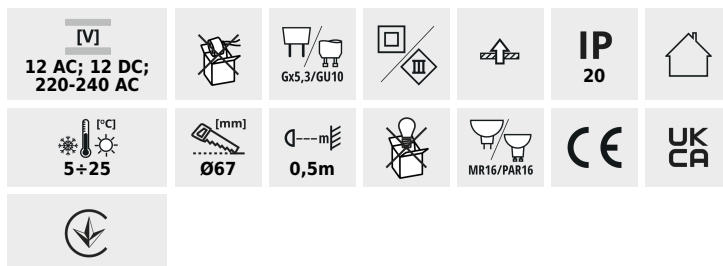 [V]
12 AC; 12 DC;
220-240 AC
Gx5,3/GU10
III
IP
20
[°C]
5÷25
[mm]
Ø67
m
0,5m
MR16/PAR16
CE
UK
CA